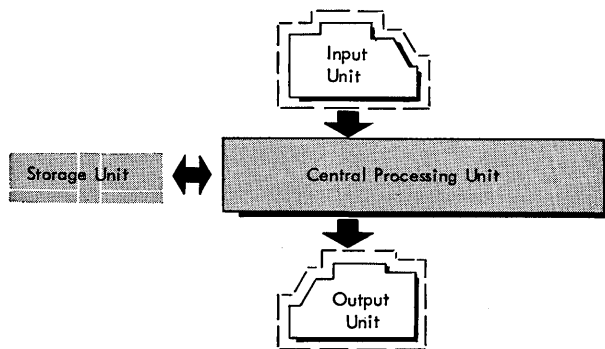 Input
Unit
Storage Unit
Central Processing Unit
Output
Unit